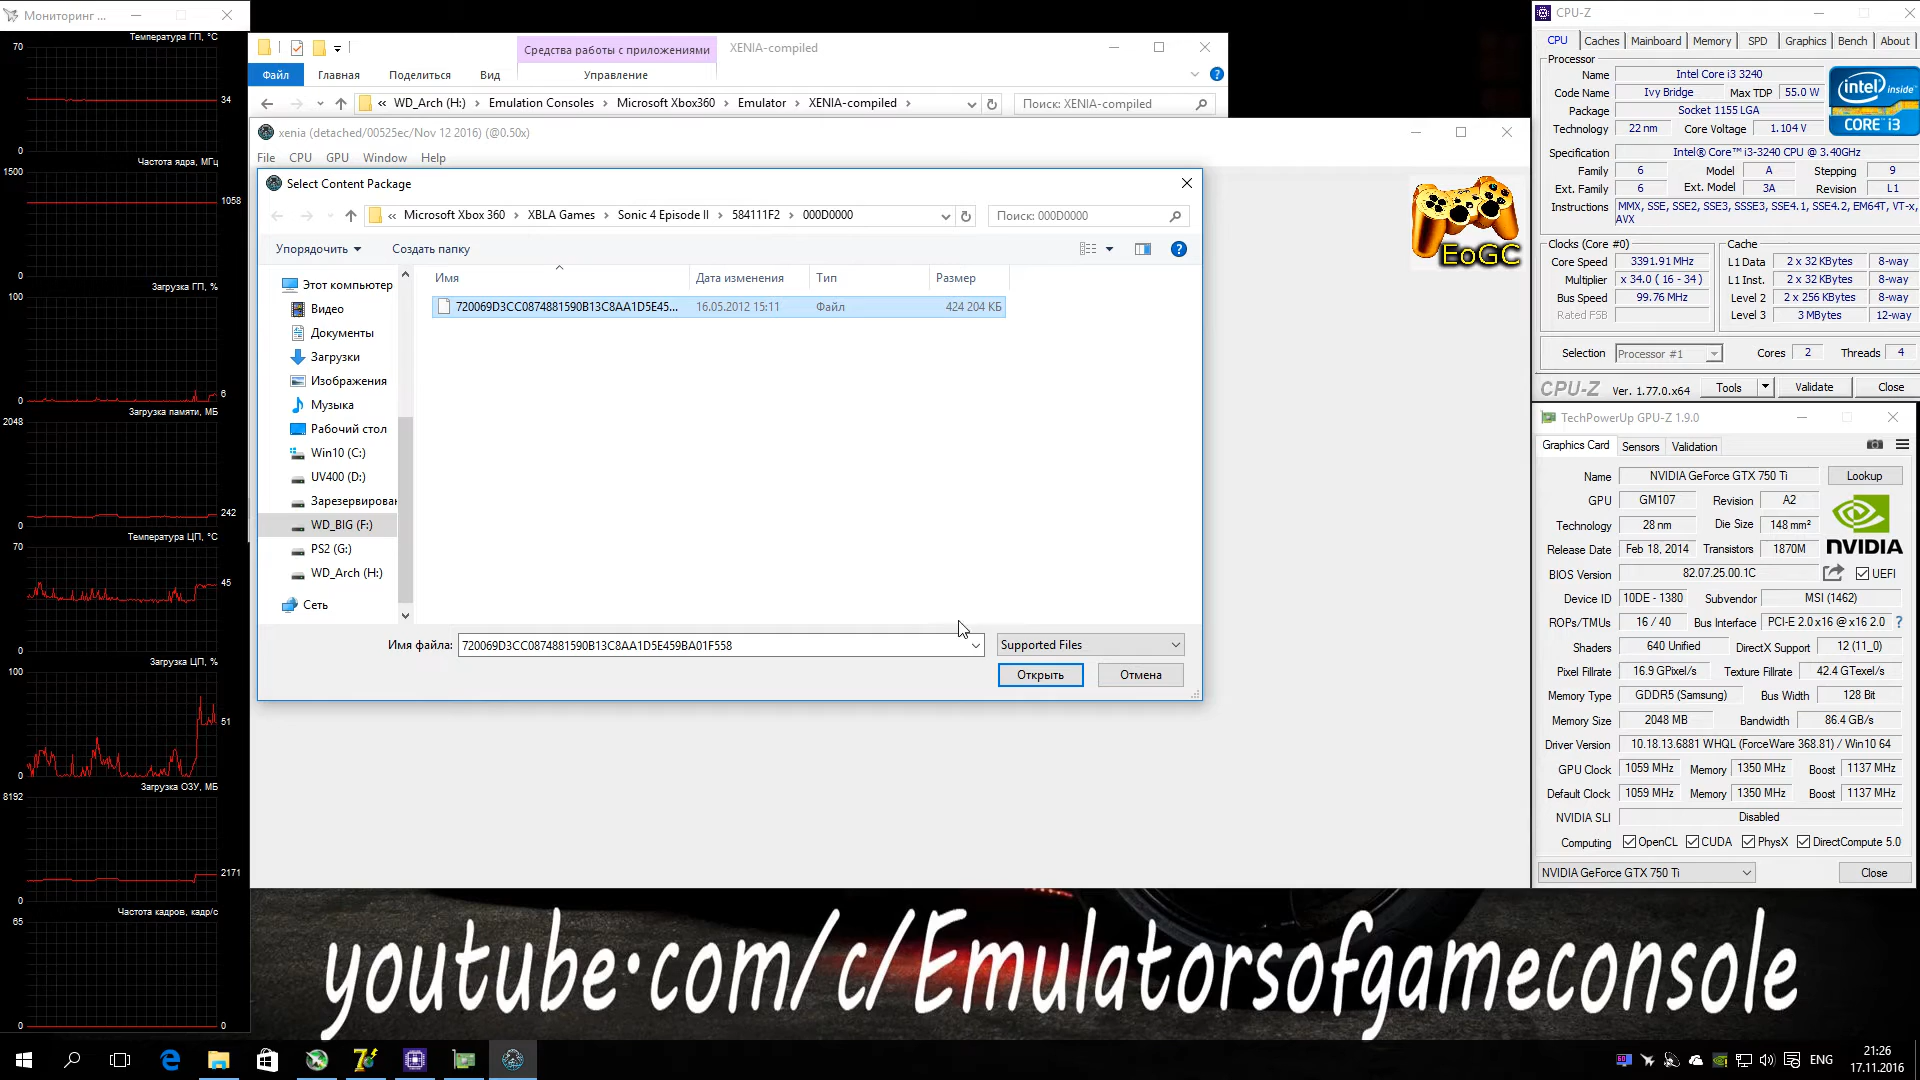 Мониторинг ...
Температура ГП, °C
70
34
0
Частота ядра, МГц
1500
1058
0
Загрузка ГП, %
100
6
0
Загрузка памяти, МБ
2048
242
0
Температура ЦП, °C
70
45
0
Загрузка ЦП, %
100
51
0
Загрузка ОЗУ, МБ
8192
2171
0
Частота кадров, кадр/с
65
0
0
Средства работы с приложениями
XENIA-compiled
Файл
Главная
Поделиться
Вид
Управление
« WD_Arch (H:) > Emulation Consoles > Microsoft Xbox360 > Emulator > XENIA-compiled >
Поиск: XENIA-compiled
xenia (detached/00525ec/Nov 12 2016) (@0.50x)
File CPU GPU Window Help
Select Content Package
« Microsoft Xbox 360 > XBLA Games > Sonic 4 Episode II > 584111F2 > 000D0000
Поиск: 000D0000
Упорядочить
Создать папку
Имя
Дата изменения
Тип
Размер
720069D3CC0874881590B13C8AA1D5E45...
16.05.2012 15:11
Файл
424 204 КБ
Этот компьютер
Видео
Документы
Загрузки
Изображения
Музыка
Рабочий стол
Win10 (C:)
UV400 (D:)
Зарезервирован
WD_BIG (F:)
PS2 (G:)
WD_Arch (H:)
Сеть
Имя файла:
720069D3CC0874881590B13C8AA1D5E459BA01F558
Supported Files
Открыть
Отмена
EoGC
CPU-Z
CPU Caches Mainboard Memory SPD Graphics Bench About
Processor
Name Intel Core i3 3240
Code Name Ivy Bridge Max TDP 55.0 W
Package Socket 1155 LGA
Technology 22 nm Core Voltage 1.104 V
intel inside™
CORE i3
Specification Intel® Core™ i3-3240 CPU @ 3.40GHz
Family 6 Model A Stepping 9
Ext. Family 6 Ext. Model 3A Revision L1
Instructions MMX, SSE, SSE2, SSE3, SSSE3, SSE4.1, SSE4.2, EM64T, VT-x,
AVX
Clocks (Core #0)
Core Speed 3391.91 MHz
Multiplier x 34.0 ( 16 - 34 )
Bus Speed 99.76 MHz
Rated FSB
Cache
L1 Data 2 x 32 KBytes 8-way
L1 Inst. 2 x 32 KBytes 8-way
Level 2 2 x 256 KBytes 8-way
Level 3 3 MBytes 12-way
Selection Processor #1 Cores 2 Threads 4
CPU-Z Ver. 1.77.0.x64 Tools Validate Close
TechPowerUp GPU-Z 1.9.0
Graphics Card Sensors Validation
Name NVIDIA GeForce GTX 750 Ti Lookup
GPU GM107 Revision A2
Technology 28 nm Die Size 148 mm²
Release Date Feb 18, 2014 Transistors 1870M
NVIDIA
BIOS Version 82.07.25.00.1C UEFI
Device ID 10DE - 1380 Subvendor MSI (1462)
ROPs/TMUs 16 / 40 Bus Interface PCI-E 2.0 x16 @ x16 2.0 ?
Shaders 640 Unified DirectX Support 12 (11_0)
Pixel Fillrate 16.9 GPixel/s Texture Fillrate 42.4 GTexel/s
Memory Type GDDR5 (Samsung) Bus Width 128 Bit
Memory Size 2048 MB Bandwidth 86.4 GB/s
Driver Version 10.18.13.6881 WHQL (ForceWare 368.81) / Win10 64
GPU Clock 1059 MHz Memory 1350 MHz Boost 1137 MHz
Default Clock 1059 MHz Memory 1350 MHz Boost 1137 MHz
NVIDIA SLI Disabled
Computing OpenCL CUDA PhysX DirectCompute 5.0
NVIDIA GeForce GTX 750 Ti Close
youtube.com/c/Emulatorsofgameconsole
ENG
21:26
17.11.2016